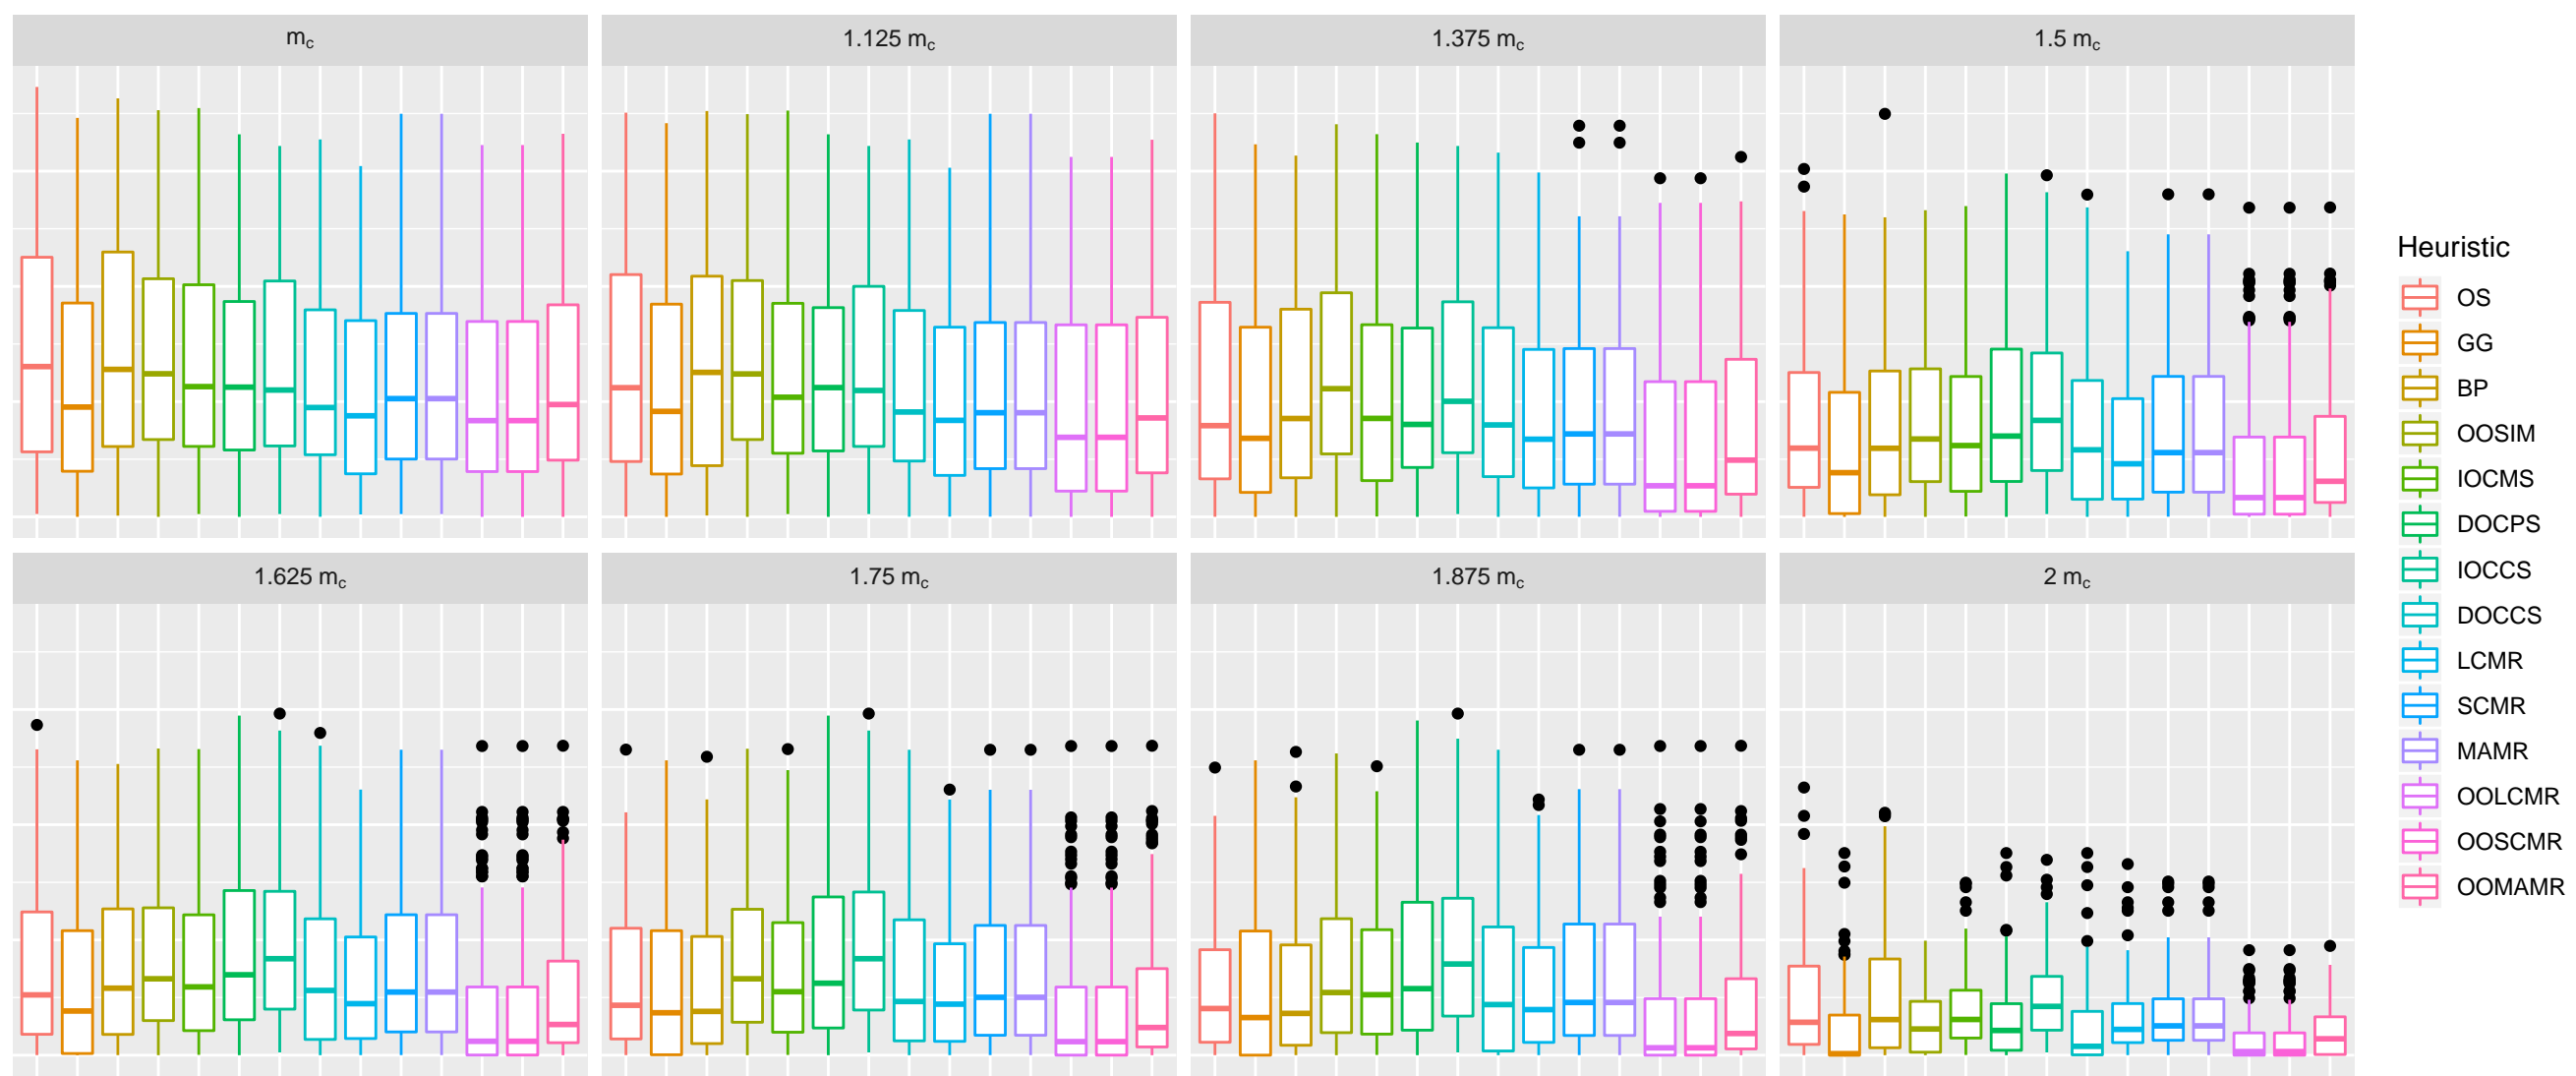 m_c
1.125 m_c
1.375 m_c
1.5 m_c
1.625 m_c
1.75 m_c
1.875 m_c
2 m_c
Heuristic
OS
GG
BP
OOSIM
IOCMS
DOCPS
IOCCS
DOCCS
LCMR
SCMR
MAMR
OOLCMR
OOSCMR
OOMAMR